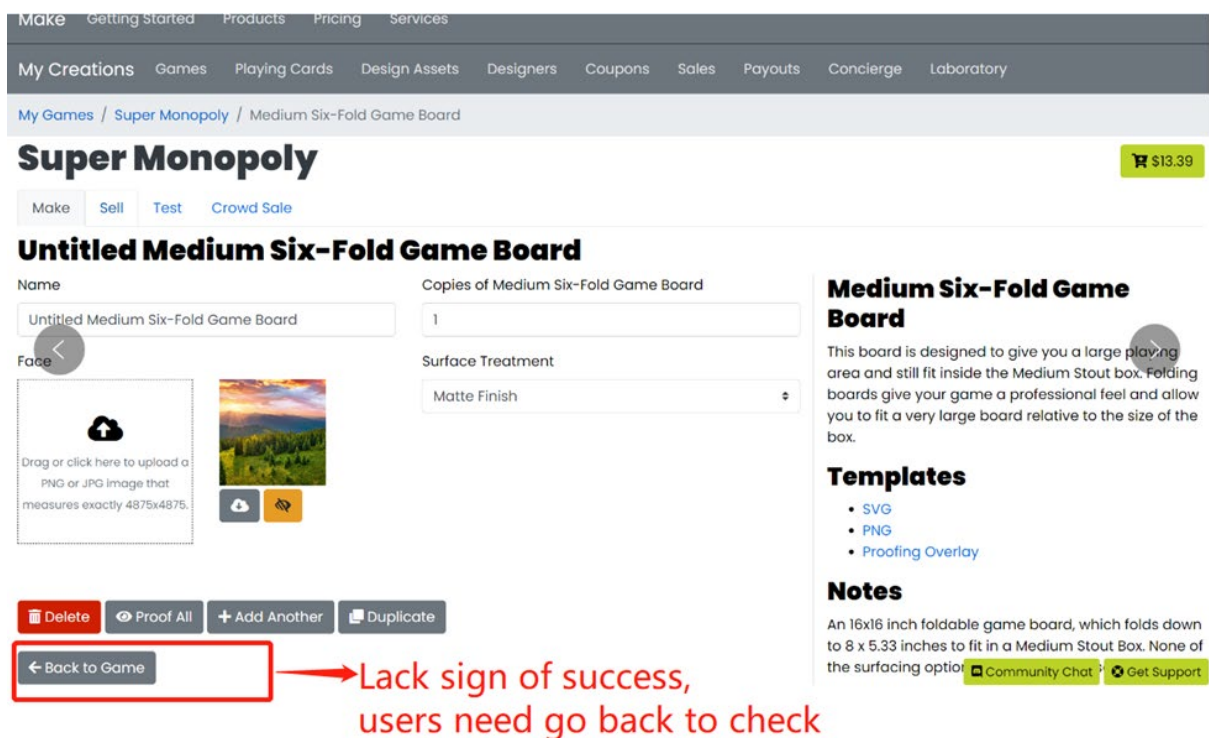 Make Getting Started Products Pricing Services
My Creations Games Playing Cards Design Assets Designers Coupons Sales Payouts Concierge Laboratory
My Games / Super Monopoly / Medium Six-Fold Game Board
Super Monopoly
$13.39
Make Sell Test Crowd Sale
Untitled Medium Six-Fold Game Board
Name
Untitled Medium Six-Fold Game Board
Face
Drag or click here to upload a
PNG or JPG image that
measures exactly 4875x4875.
Copies of Medium Six-Fold Game Board
1
Surface Treatment
Matte Finish
Delete Proof All + Add Another Duplicate
← Back to Game
Lack sign of success,
users need go back to check
Medium Six-Fold Game
Board
This board is designed to give you a large playing
area and still fit inside the Medium Stout box. Folding
boards give your game a professional feel and allow
you to fit a very large board relative to the size of the
box.
Templates
• SVG
• PNG
• Proofing Overlay
Notes
An 16x16 inch foldable game board, which folds down
to 8 x 5.33 inches to fit in a Medium Stout Box. None of
the surfacing
Community Chat Get Support